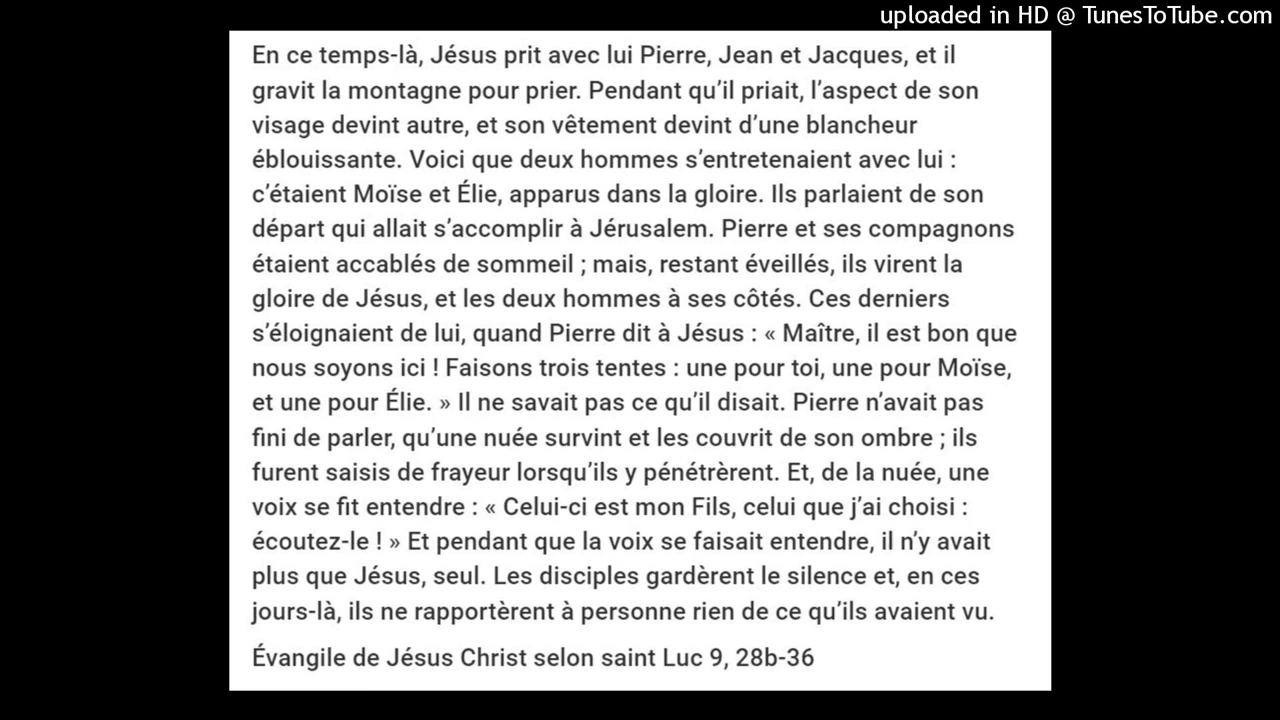 uploaded in HD @ TunesToTube.com
En ce temps-là, Jésus prit avec lui Pierre, Jean et Jacques, et il
gravit la montagne pour prier. Pendant qu’il priait, l’aspect de son
visage devint autre, et son vêtement devint d’une blancheur
éblouissante. Voici que deux hommes s’entretenaient avec lui :
c’étaient Moïse et Élie, apparus dans la gloire. Ils parlaient de son
départ qui allait s’accomplir à Jérusalem. Pierre et ses compagnons
étaient accablés de sommeil ; mais, restant éveillés, ils virent la
gloire de Jésus, et les deux hommes à ses côtés. Ces derniers
s’éloignaient de lui, quand Pierre dit à Jésus : « Maître, il est bon que
nous soyons ici ! Faisons trois tentes : une pour toi, une pour Moïse,
et une pour Élie. » Il ne savait pas ce qu’il disait. Pierre n’avait pas
fini de parler, qu’une nuée survint et les couvrit de son ombre ; ils
furent saisis de frayeur lorsqu’ils y pénétrèrent. Et, de la nuée, une
voix se fit entendre : « Celui-ci est mon Fils, celui que j’ai choisi :
écoutez-le ! » Et pendant que la voix se faisait entendre, il n’y avait
plus que Jésus, seul. Les disciples gardèrent le silence et, en ces
jours-là, ils ne rapportèrent à personne rien de ce qu’ils avaient vu.
Évangile de Jésus Christ selon saint Luc 9, 28b-36